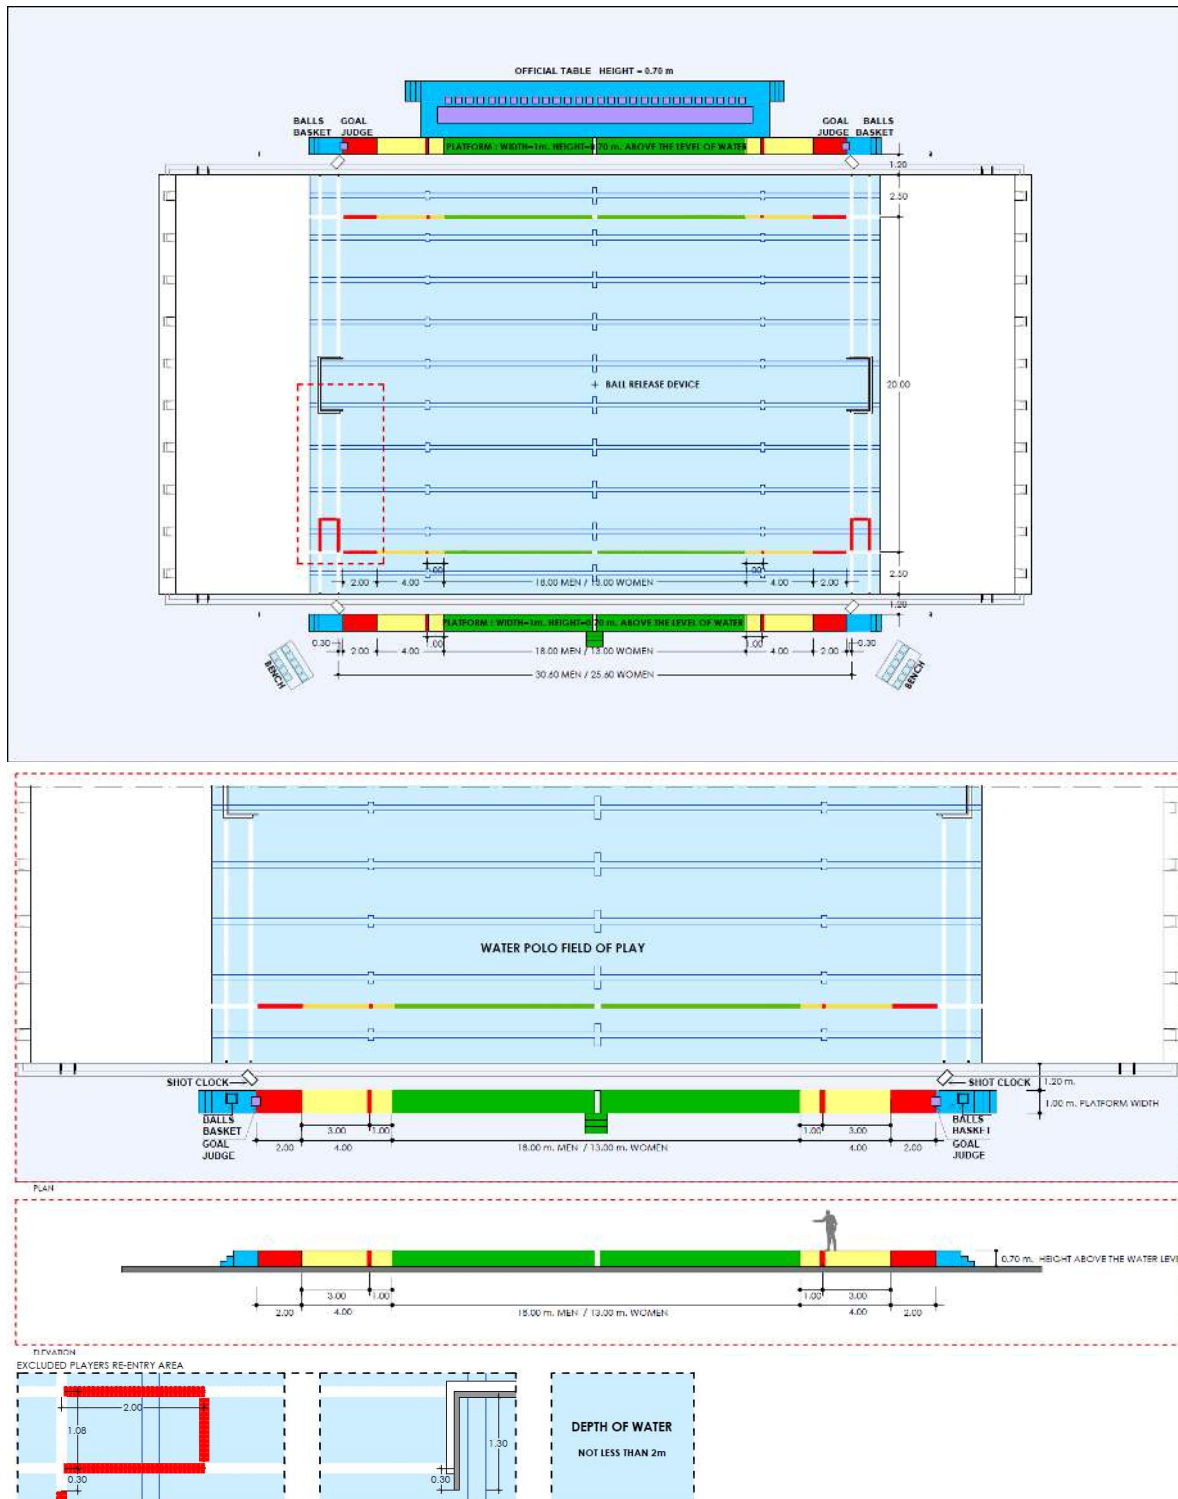 OFFICIAL TABLE HEIGHT = 0.70 m
BALLS BASKET
GOAL JUDGE
GOAL JUDGE
BALLS BASKET
PLATFORM : WIDTH=1m. HEIGHT=0.70 m. ABOVE THE LEVEL OF WATER
1.20
2.50
BALL RELEASE DEVICE
20.00
2.50
1.20
2.00
4.00
18.00 MEN / 13.00 WOMEN
4.00
2.00
PLATFORM : WIDTH=1m. HEIGHT=0.70 m. ABOVE THE LEVEL OF WATER
0.30
1.00
1.00
0.30
2.00
4.00
18.00 MEN / 13.00 WOMEN
4.00
2.00
BENCH
BENCH
30.60 MEN / 25.60 WOMEN
WATER POLO FIELD OF PLAY
SHOT CLOCK
SHOT CLOCK
1.20 m.
1.00 m. PLATFORM WIDTH
BALLS
BASKET
GOAL
JUDGE
BALLS
BASKET
GOAL
JUDGE
3.00
1.00
1.00
3.00
2.00
4.00
18.00 m. MEN / 13.00 m. WOMEN
4.00
2.00
PLAN
0.70 m. HEIGHT ABOVE THE WATER LEVE
3.00
1.00
1.00
3.00
2.00
4.00
18.00 m. MEN / 13.00 m. WOMEN
4.00
2.00
ELEVATION
EXCLUDED PLAYERS RE-ENTRY AREA
2.00
1.08
0.30
1.30
0.30
DEPTH OF WATER
NOT LESS THAN 2m